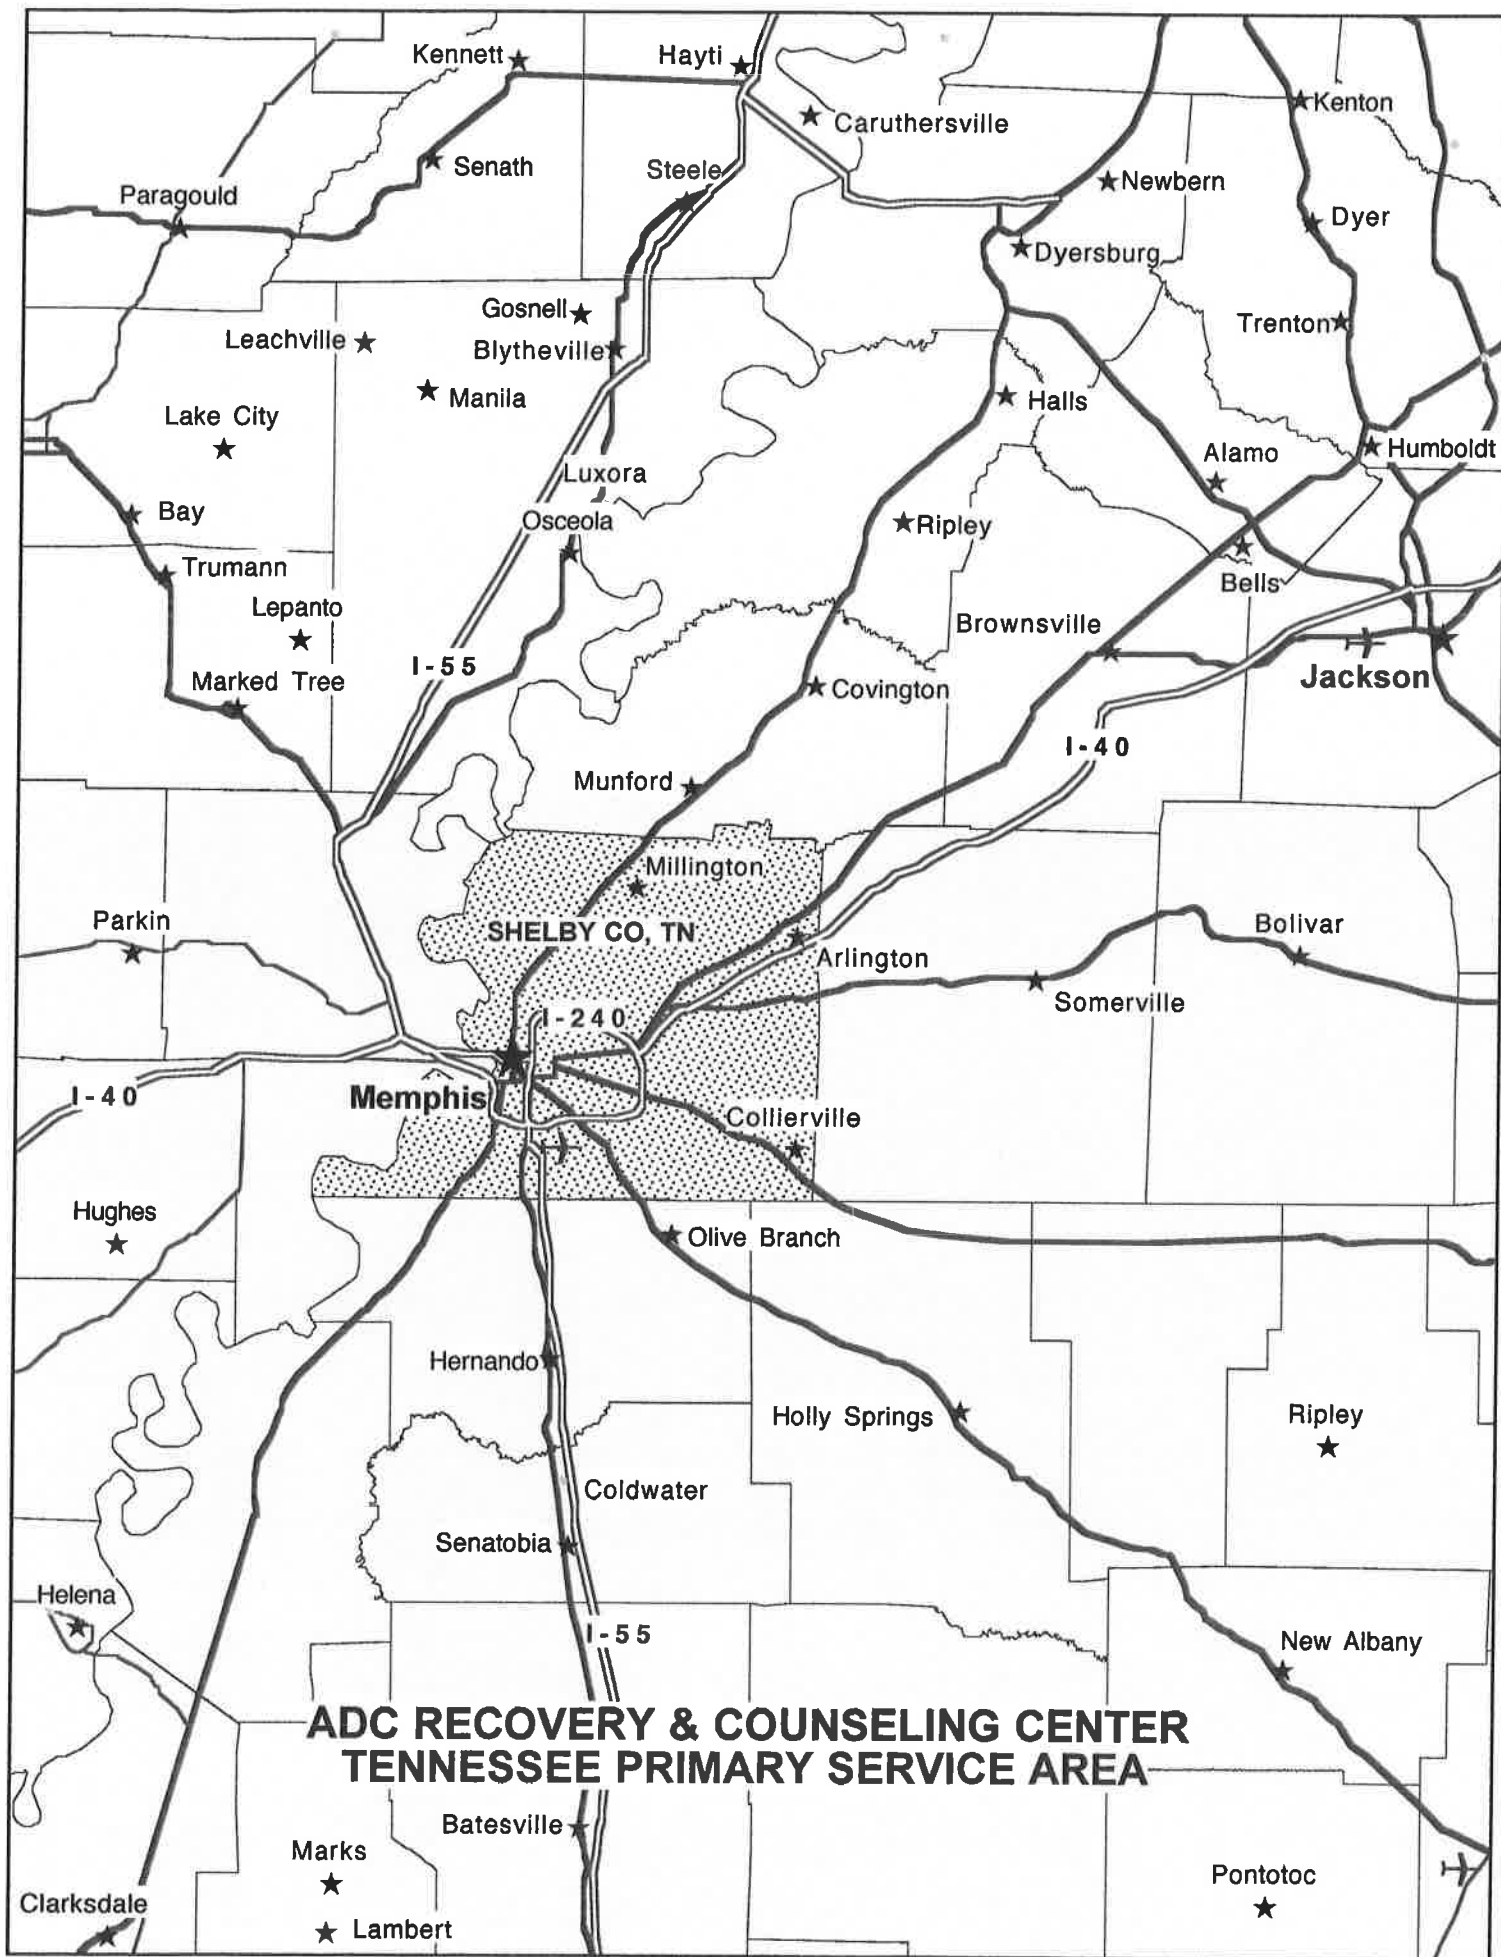 Kennett
Hayti
Kenton
Caruthersville
Senath
Steele
Newbern
Paragould
Dyer
Dyersburg
Gosnell
Trenton
Leachville
Blytheville
Manila
Halls
Lake City
Humboldt
Alamo
Luxora
Bay
Osceola
Ripley
Trumann
Bells
Lepanto
Brownsville
I-55
Jackson
Marked Tree
Covington
I-40
Munford
Millington
Parkin
SHELBY CO, TN
Bolivar
Arlington
Somerville
I-240
I-40
Memphis
Collierville
Hughes
Olive Branch
Hernando
Holly Springs
Ripley
Coldwater
Senatobia
Helena
I-55
New Albany
ADC RECOVERY & COUNSELING CENTER
TENNESSEE PRIMARY SERVICE AREA
Batesville
Marks
Pontotoc
Clarksdale
Lambert